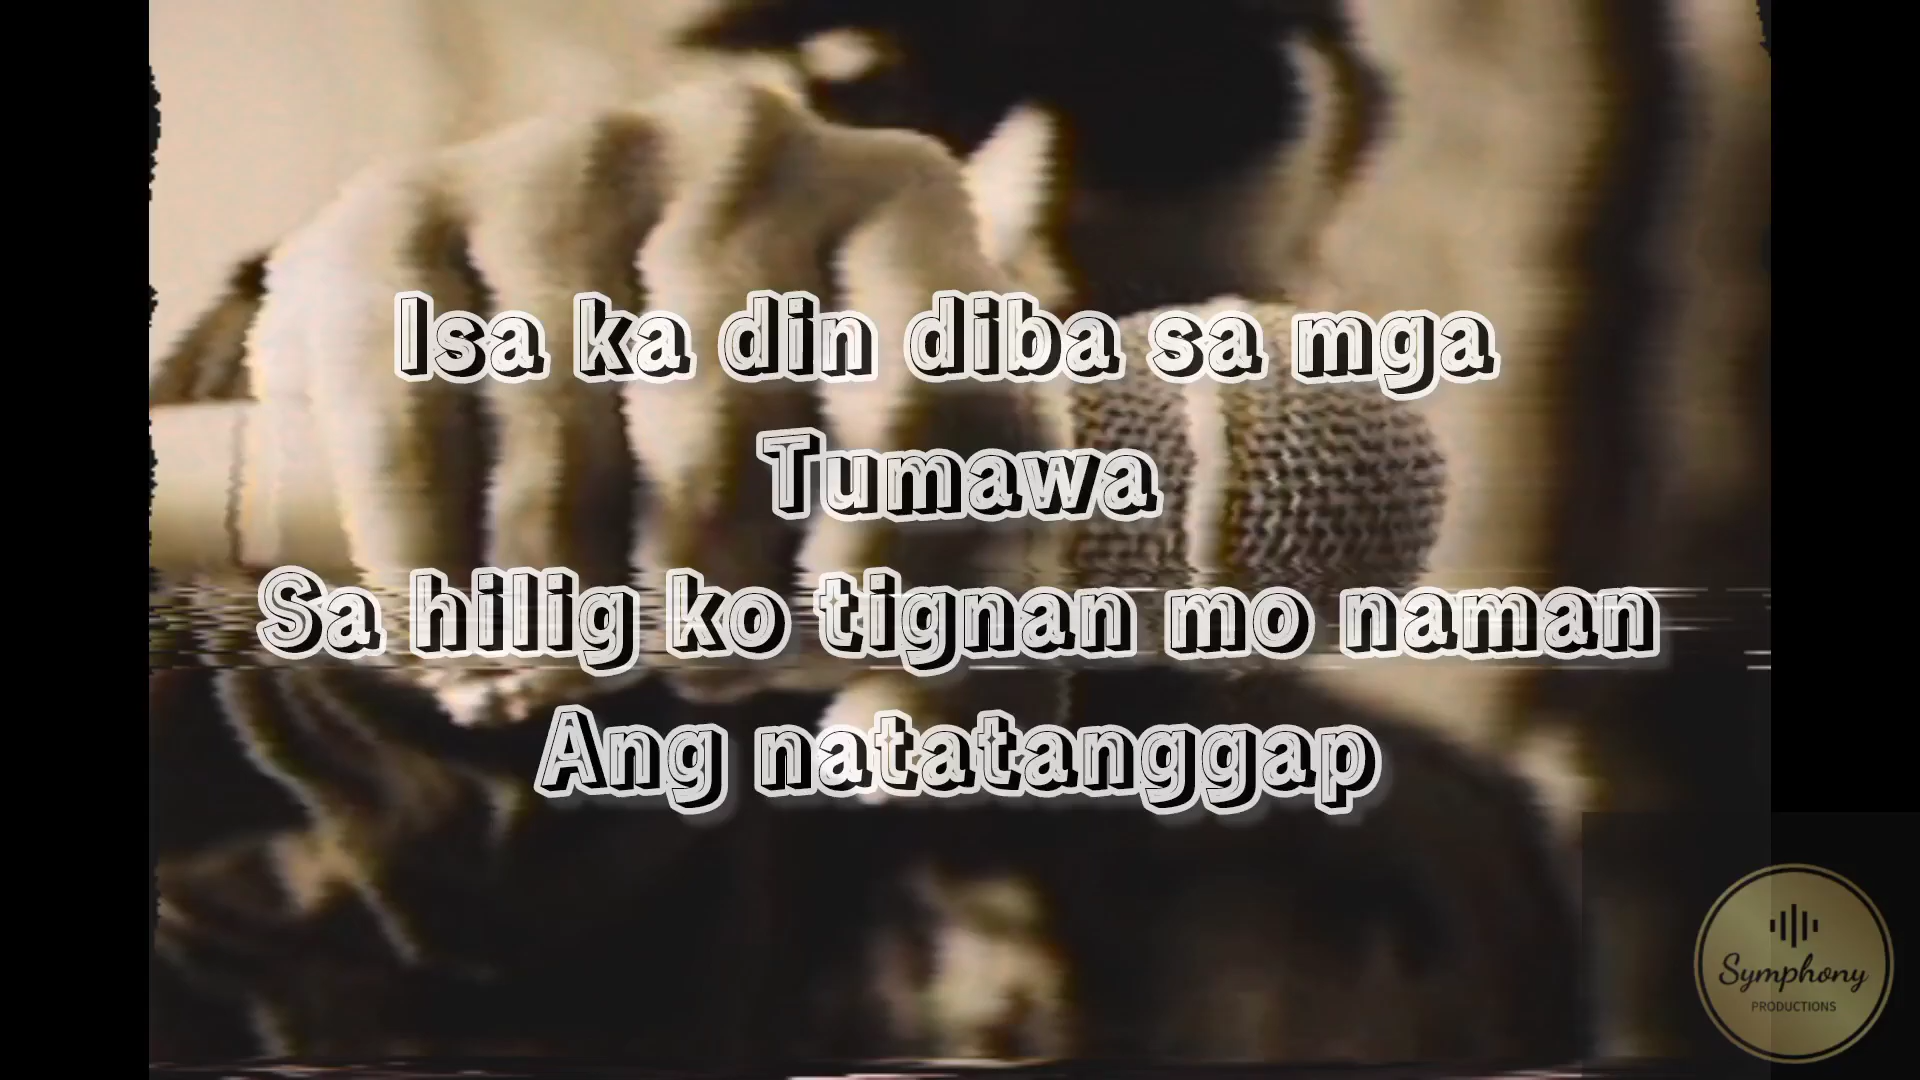 Isa ka din diba sa mga
Tumawa
Sa hilig ko tignan mo naman
Ang natatanggap
Symphony
PRODUCTIONS